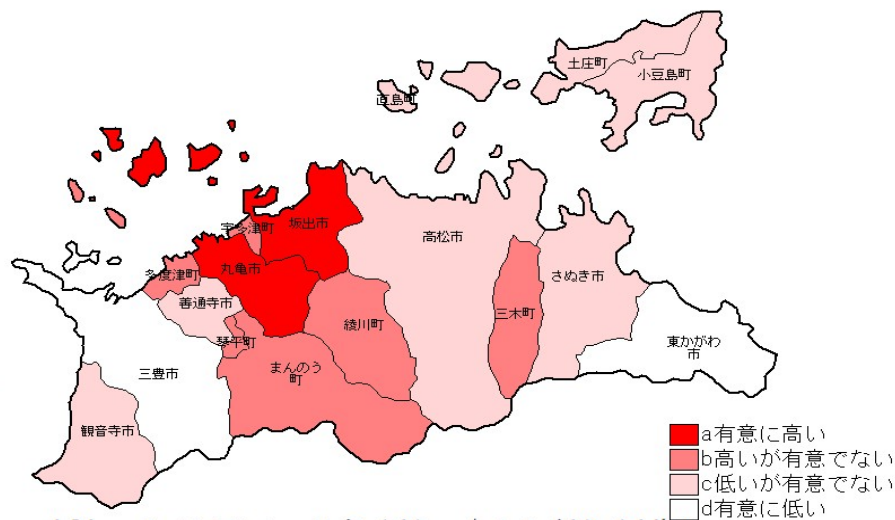 土庄町
小豆島町
直島町
宇多津町
坂出市
高松市
多度津町
丸亀市
さぬき市
善通寺市
綾川町
三木町
琴平町
東かがわ
市
まんのう
町
三豊市
観音寺市
a有意に高い
b高いが有意でない
c低いが有意でない
d有意に低い